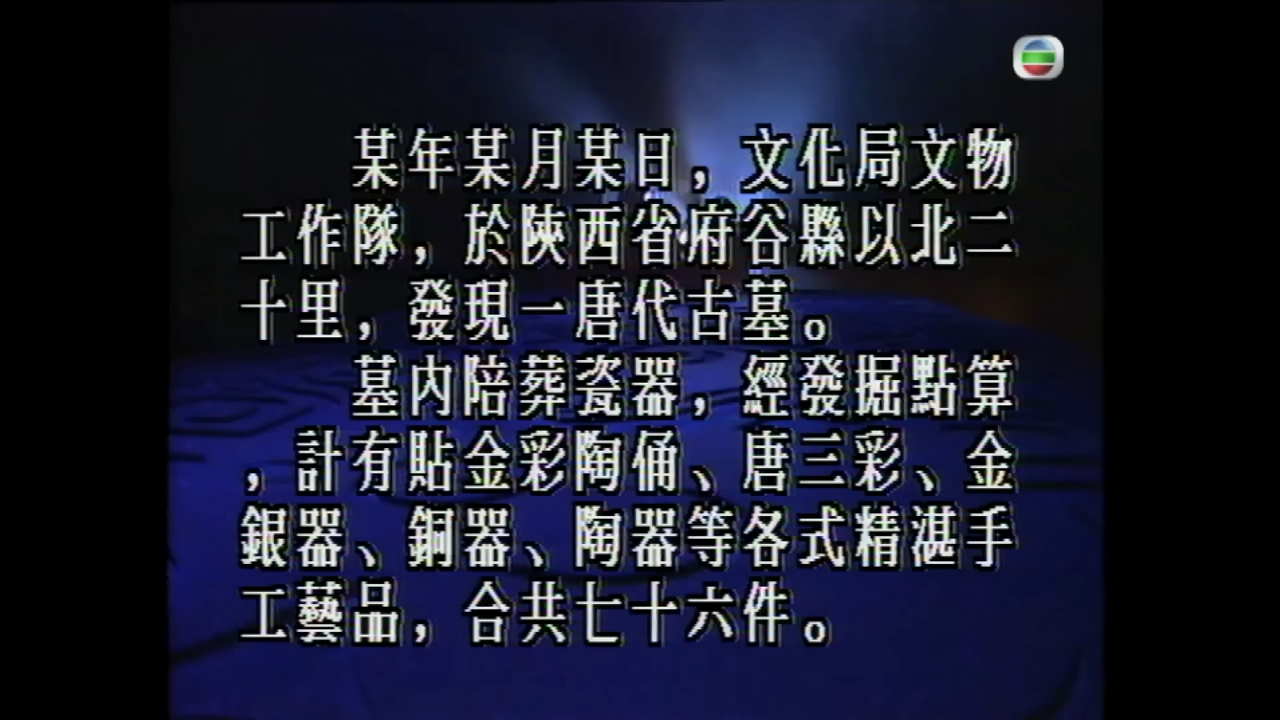 某年某月某日，文化局文物
工作隊，於陝西省府谷縣以北二
十里，發現一唐代古墓。
墓內陪葬瓷器，經發掘點算
，計有貼金彩陶俑、唐三彩、金
銀器、銅器、陶器等各式精湛手
工藝品，合共七十六件。